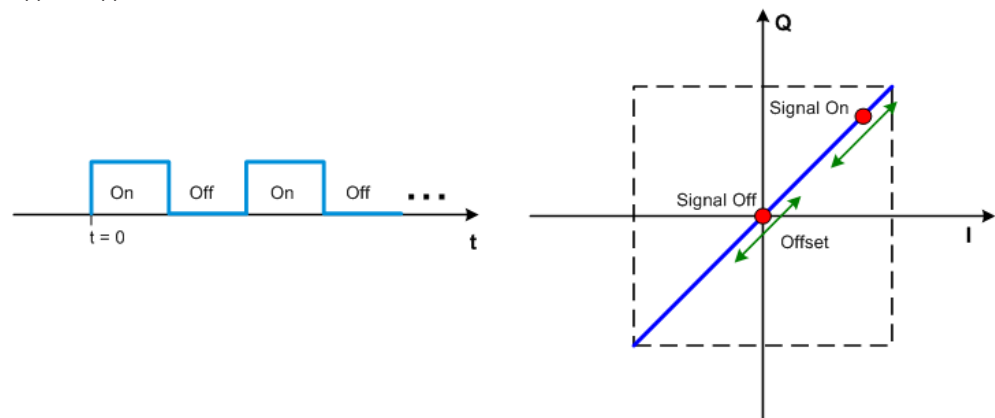 On
Off
On
Off
...
t = 0
t
Q
Signal On
Signal Off
Offset
I